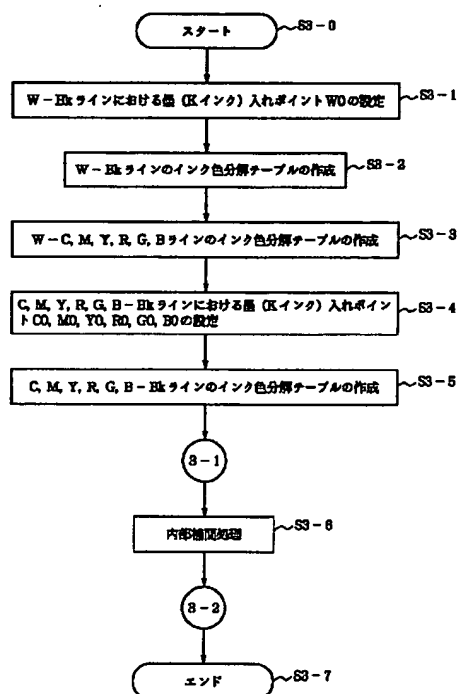 スタート
S3-0
W-Bkラインにおける墨(Kインク)入れポイントW0の設定
S3-1
W-Bkラインのインク色分解テーブルの作成
S3-2
W-C, M, Y, R, G, Bラインのインク色分解テーブルの作成
S3-3
C, M, Y, R, G, B-Bkラインにおける墨(Kインク)入れポイン
トC0, M0, Y0, R0, G0, B0の設定
S3-4
C, M, Y, R, G, B-Bkラインのインク色分解テーブルの作成
S3-5
3-1
内部補間処理
S3-6
3-2
エンド
S3-7